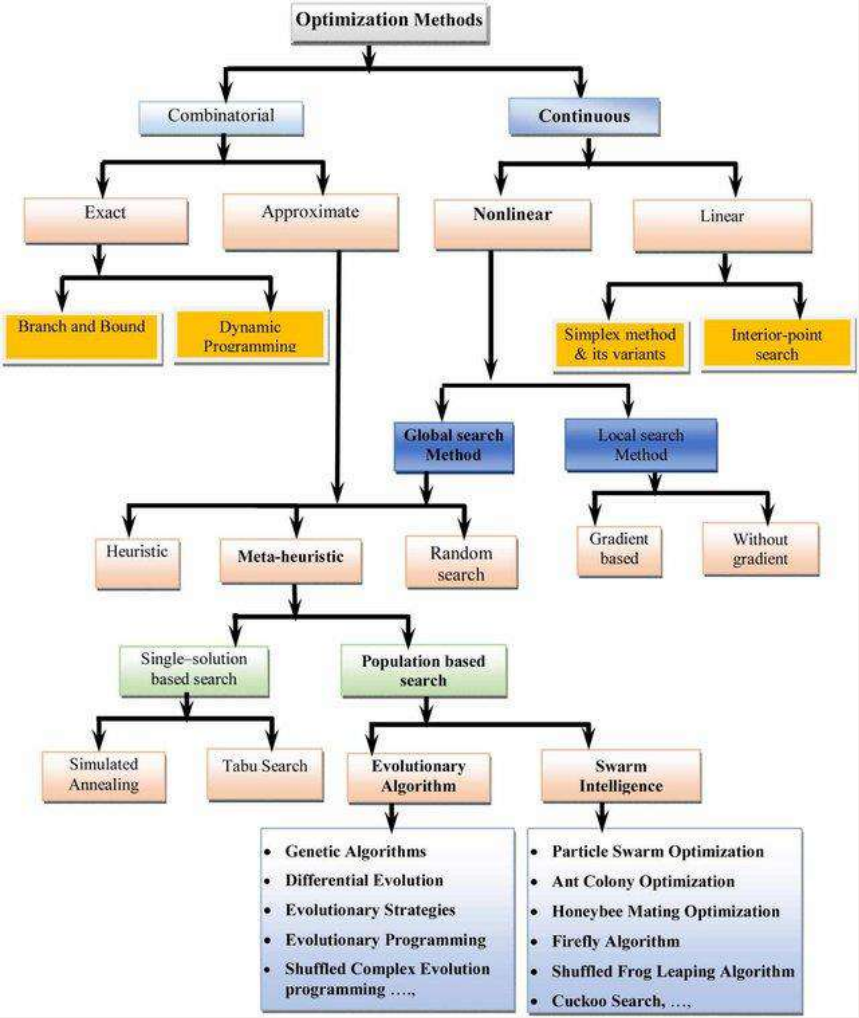 Optimization Methods
Combinatorial
Continuous
Exact
Approximate
Nonlinear
Linear
Branch and Bound
Dynamic
Programming
Simplex method
& its variants
Interior-point
search
Global search
Method
Local search
Method
Heuristic
Meta-heuristic
Random
search
Gradient
based
Without
gradient
Single–solution
based search
Population based
search
Simulated
Annealing
Tabu Search
Evolutionary
Algorithm
Swarm
Intelligence
• Genetic Algorithms
• Differential Evolution
• Evolutionary Strategies
• Evolutionary Programming
• Shuffled Complex Evolution
programming ….,
• Particle Swarm Optimization
• Ant Colony Optimization
• Honeybee Mating Optimization
• Firefly Algorithm
• Shuffled Frog Leaping Algorithm
• Cuckoo Search, …,